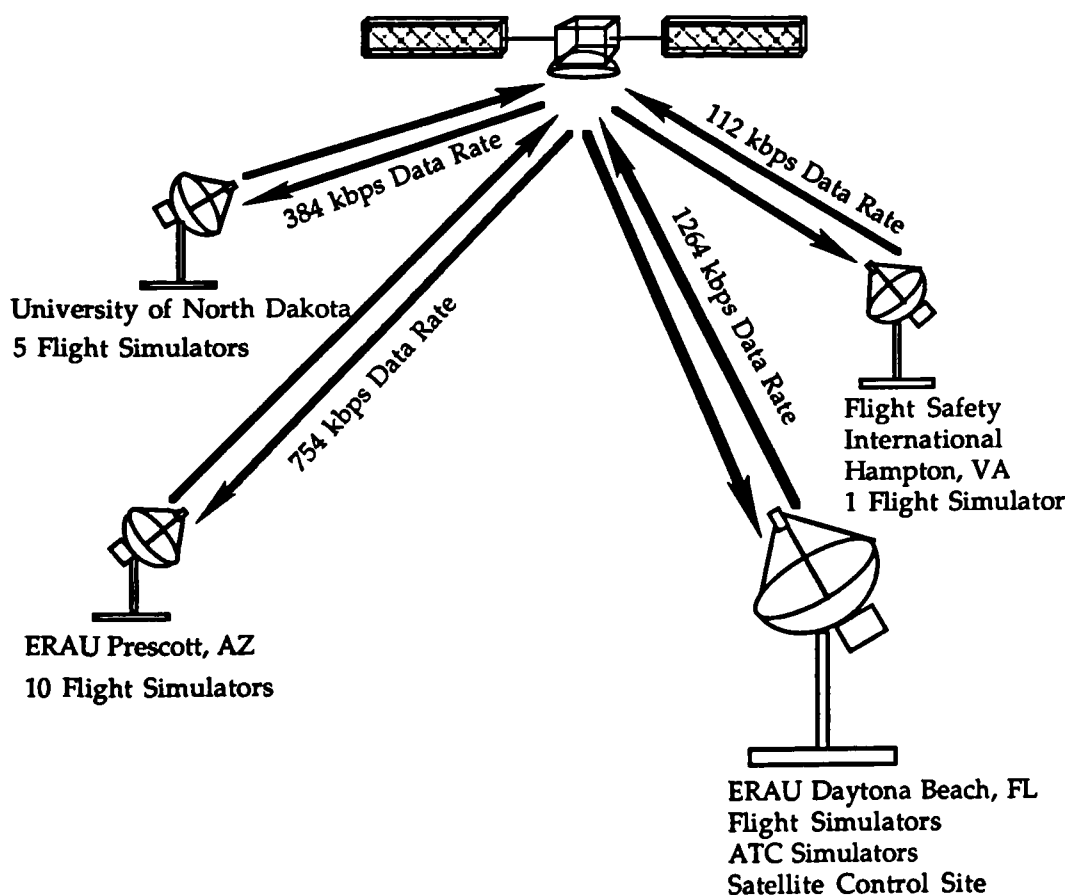 112 kbps Data Rate
384 kbps Data Rate
1264 kbps Data Rate
University of North Dakota
5 Flight Simulators
754 kbps Data Rate
Flight Safety
International
Hampton, VA
1 Flight Simulator
ERAU Prescott, AZ
10 Flight Simulators
ERAU Daytona Beach, FL
Flight Simulators
ATC Simulators
Satellite Control Site